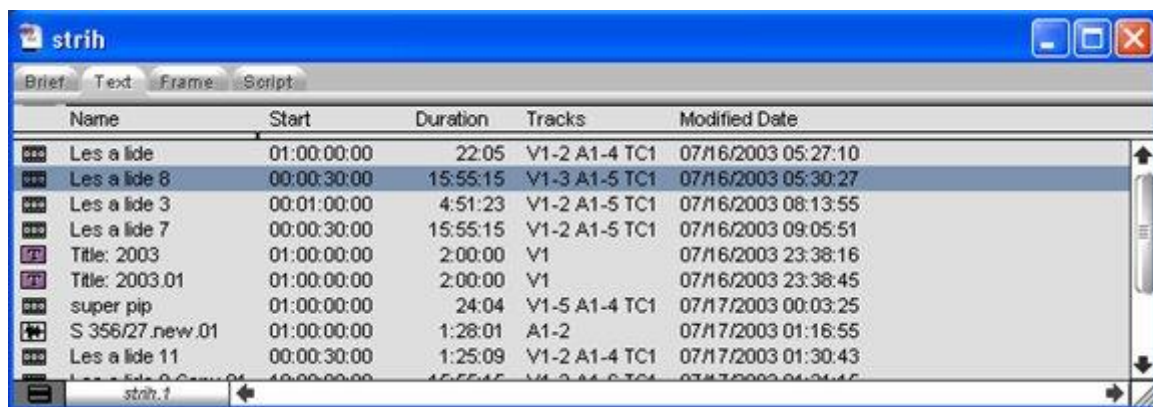 strih
Brief Text Frame Script
Name Start Duration Tracks Modified Date
Les a lide 01:00:00:00 22:05 V1-2 A1-4 TC1 07/16/2003 05:27:10
Les a lide 8 00:00:30:00 15:55:15 V1-3 A1-5 TC1 07/16/2003 05:30:27
Les a lide 3 00:01:00:00 4:51:23 V1-2 A1-5 TC1 07/16/2003 08:13:55
Les a lide 7 00:00:30:00 15:55:15 V1-2 A1-5 TC1 07/16/2003 09:05:51
Title: 2003 01:00:00:00 2:00:00 V1 07/16/2003 23:38:16
Title: 2003.01 01:00:00:00 2:00:00 V1 07/16/2003 23:38:45
super pip 01:00:00:00 24:04 V1-5 A1-4 TC1 07/17/2003 00:03:25
S 356/27.new.01 01:00:00:00 1:28:01 A1-2 07/17/2003 01:16:55
Les a lide 11 00:00:30:00 1:25:09 V1-2 A1-4 TC1 07/17/2003 01:30:43
strih.1